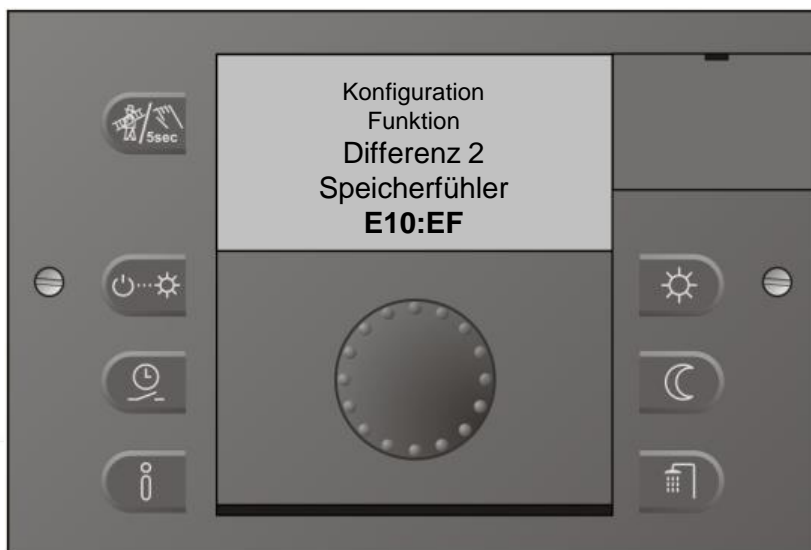 Konfiguration
Funktion
Differenz 2
Speicherfühler
E10:EF
5sec